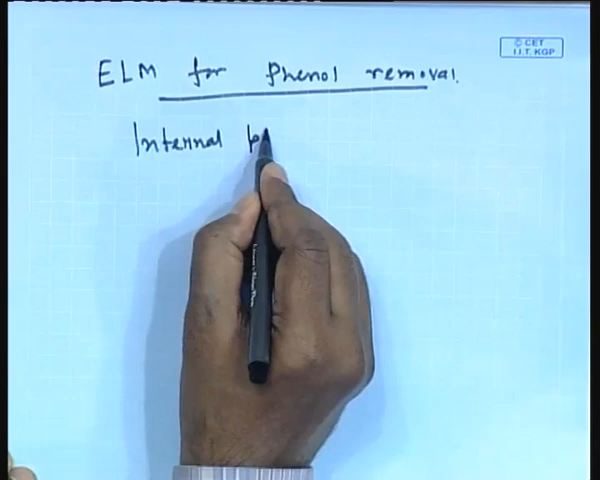 ELM for Phenol removal.
Internal p
© CET
I.I.T. KGP